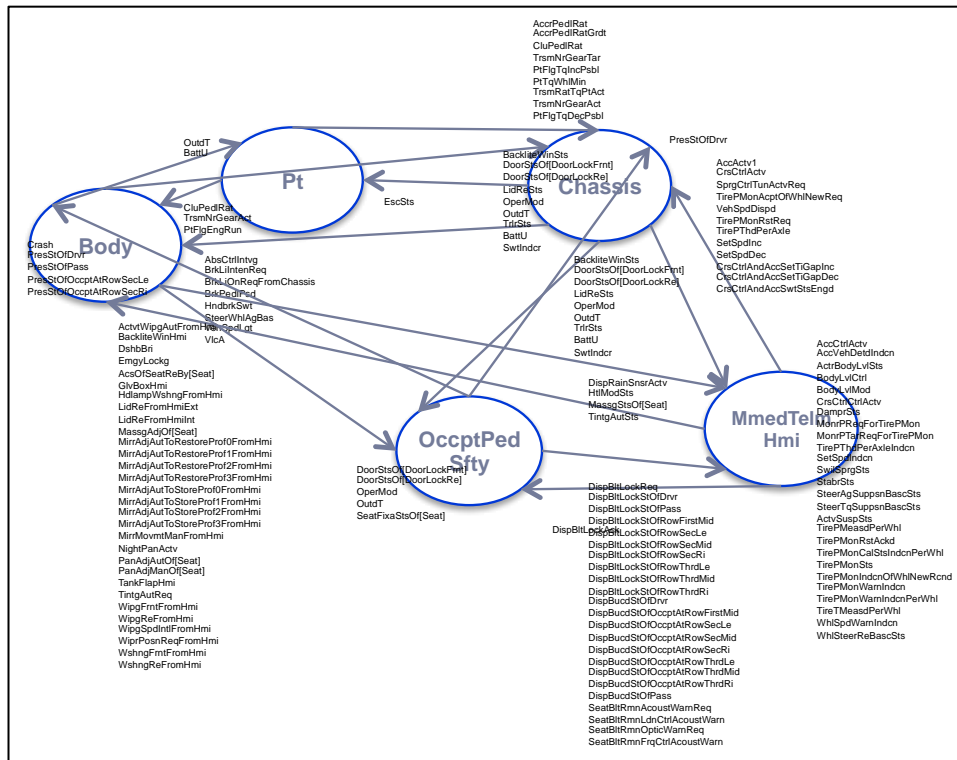 AccrPedlRat
AccrPedlRatGrdt
CluPedlRat
TrsmNrGearTar
PtFlgTqIncPsbl
PtTqWhlMin
TrsmRatTqPtAct
TrsmNrGearAct
PtFlgTqDecPsbl
OutdT
BattU
PresStOfDrvr
BackliteWinSts
DoorStsOf[DoorLockFrnt]
DoorStsOf[DoorLockRe]
LidReSts
OperMod
OutdT
TrlrSts
BattU
SwtIndcr
Pt
Chassis
EscSts
AccActv1
CrsCtrlActv
SprgCtrlTunActvReq
TirePMonAcptOfWhlNewReq
VehSpdDispd
TirePMonRstReq
TirePThdPerAxle
SetSpdInc
SetSpdDec
CrsCtrlAndAccSetTiGapInc
CrsCtrlAndAccSetTiGapDec
CrsCtrlAndAccSwtStsEngd
CluPedlRat
TrsmNrGearAct
PtFlgEngRun
Body
Crash
PresStOfDrvr
PresStOfPass
PresStOfOccptAtRowSecLe
PresStOfOccptAtRowSecRi
AbsCtrlIntvg
BrkLiIntenReq
BrkLiOnReqFromChassis
BrkPedlPsd
HndbrkSwt
SteerWhlAgBas
VehSpdLgt
VlcA
BackliteWinSts
DoorStsOf[DoorLockFrnt]
DoorStsOf[DoorLockRe]
LidReSts
OperMod
OutdT
TrlrSts
BattU
SwtIndcr
ActvtWipgAutFromHmi
BackliteWinHmi
DshbBri
EmgyLockg
AcsOfSeatReBy[Seat]
GlvBoxHmi
HdlampWshngFromHmi
LidReFromHmiExt
LidReFromHmiInt
MassgAdjOf[Seat]
MirrAdjAutToRestoreProf0FromHmi
MirrAdjAutToRestoreProf1FromHmi
MirrAdjAutToRestoreProf2FromHmi
MirrAdjAutToRestoreProf3FromHmi
MirrAdjAutToStoreProf0FromHmi
MirrAdjAutToStoreProf1FromHmi
MirrAdjAutToStoreProf2FromHmi
MirrAdjAutToStoreProf3FromHmi
MirrMovmtManFromHmi
NightPanActv
PanAdjAutOf[Seat]
PanAdjManOf[Seat]
TankFlapHmi
TintgAutReq
WipgFrntFromHmi
WipgReFromHmi
WipgSpdIntlFromHmi
WiprPosnReqFromHmi
WshngFrntFromHmi
WshngReFromHmi
DispRainSnsrActv
HtlModSts
MassgStsOf[Seat]
TintgAutSts
OccptPed
Sfty
MmedTelm
Hmi
DoorStsOf[DoorLockFrnt]
DoorStsOf[DoorLockRe]
OperMod
OutdT
SeatFixaStsOf[Seat]
DispBltLockAck
DispBltLockReq
DispBltLockStOfDrvr
DispBltLockStOfPass
DispBltLockStOfRowFirstMid
DispBltLockStOfRowSecLe
DispBltLockStOfRowSecMid
DispBltLockStOfRowSecRi
DispBltLockStOfRowThrdLe
DispBltLockStOfRowThrdMid
DispBltLockStOfRowThrdRi
DispBucdStOfDrvr
DispBucdStOfOccptAtRowFirstMid
DispBucdStOfOccptAtRowSecLe
DispBucdStOfOccptAtRowSecMid
DispBucdStOfOccptAtRowSecRi
DispBucdStOfOccptAtRowThrdLe
DispBucdStOfOccptAtRowThrdMid
DispBucdStOfOccptAtRowThrdRi
DispBucdStOfPass
SeatBltRmnAcoustWarnReq
SeatBltRmnLdnCtrlAcoustWarn
SeatBltRmnOpticWarnReq
SeatBltRmnFrqCtrlAcoustWarn
AccCtrlActv
AccVehDetdIndcn
ActrBodyLvlSts
BodyLvlCtrl
BodyLvlMod
CrsCtrlCtrlActv
DamprSts
MonrPReqForTirePMon
MonrPTarReqForTirePMon
TirePThdPerAxleIndcn
SetSpdIndcn
SwilSprgSts
StabrSts
SteerAgSuppsnBascSts
SteerTqSuppsnBascSts
ActvSuspSts
TirePMeasdPerWhl
TirePMonRstAckd
TirePMonCalStsIndcnPerWhl
TirePMonSts
TirePMonIndcnOfWhlNewRcnd
TirePMonWarnIndcn
TirePMonWarnIndcnPerWhl
TireTMeasdPerWhl
WhlSpdWarnIndcn
WhlSteerReBascSts